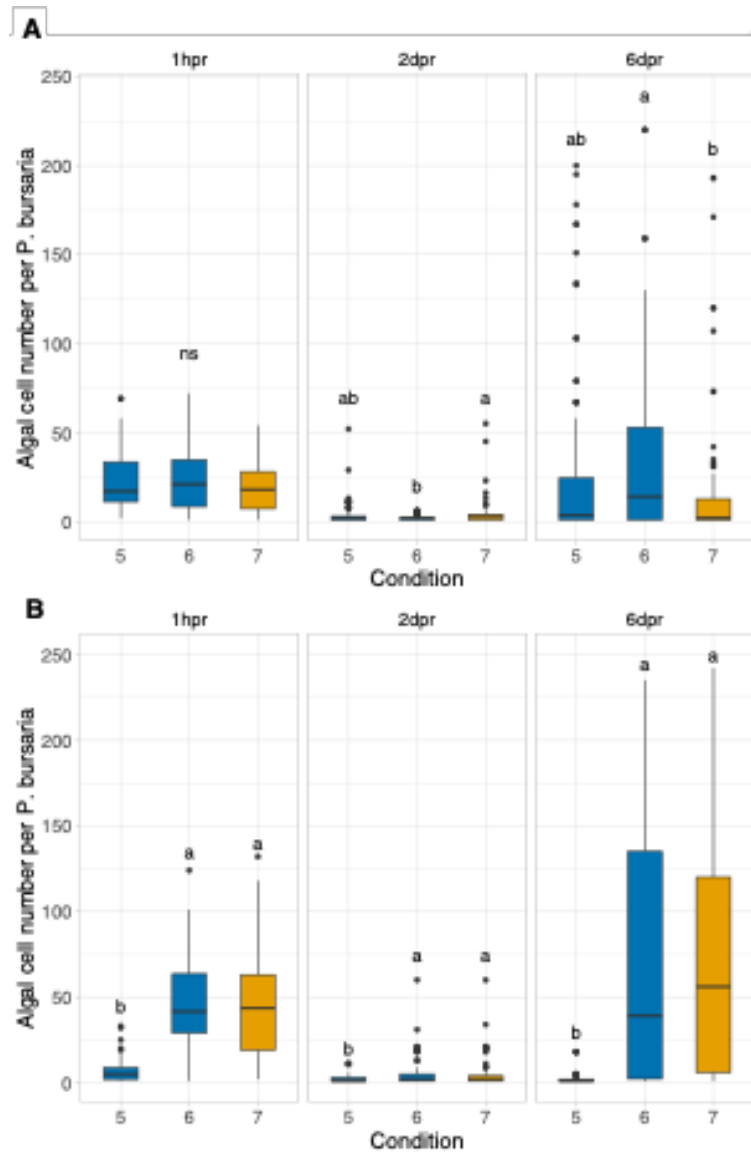 A
1hpr 2dpr 6dpr
250
200
150
100
50
0
Algal cell number per P. bursaria
ns
ab
b
a
ab
a
b
5 6 7 5 6 7 5 6 7
Condition
B
1hpr 2dpr 6dpr
250
200
150
100
50
0
Algal cell number per P. bursaria
b
a
a
b
a
a
b
a
a
5 6 7 5 6 7 5 6 7
Condition